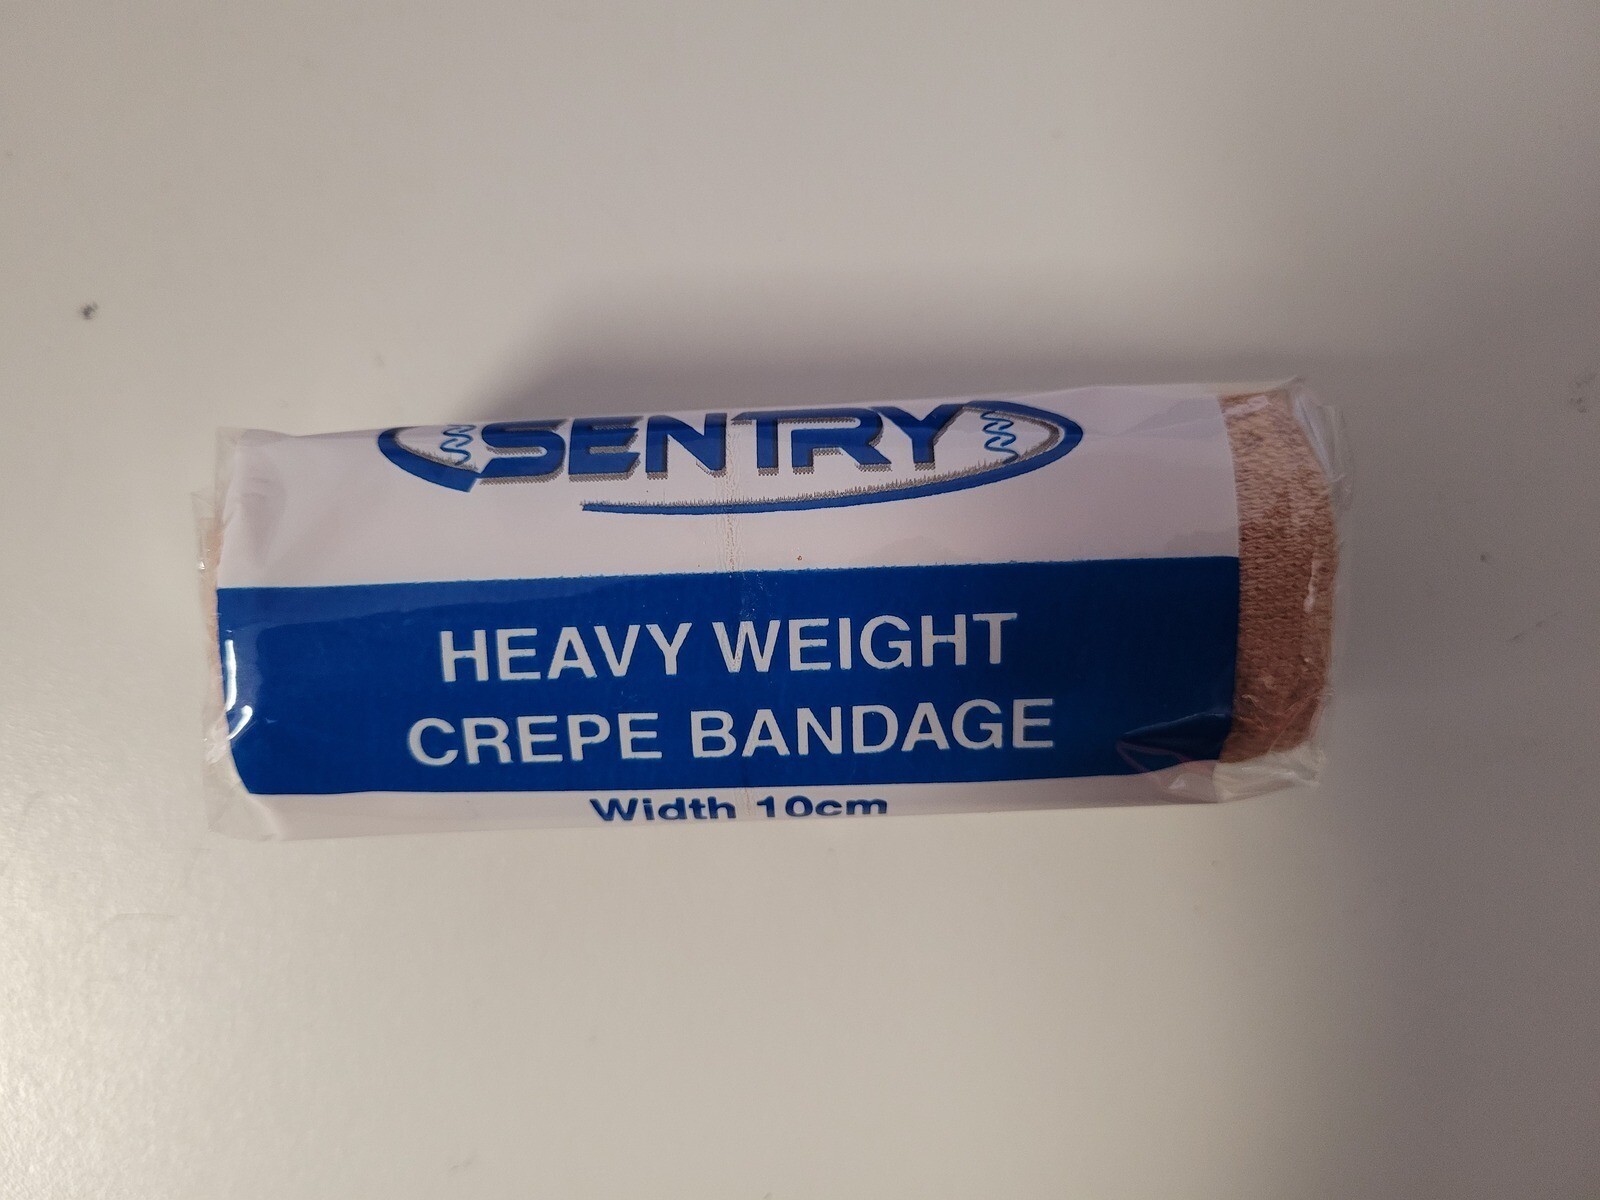 SENTRY
HEAVY WEIGHT
CREPE BANDAGE
Width 10cm